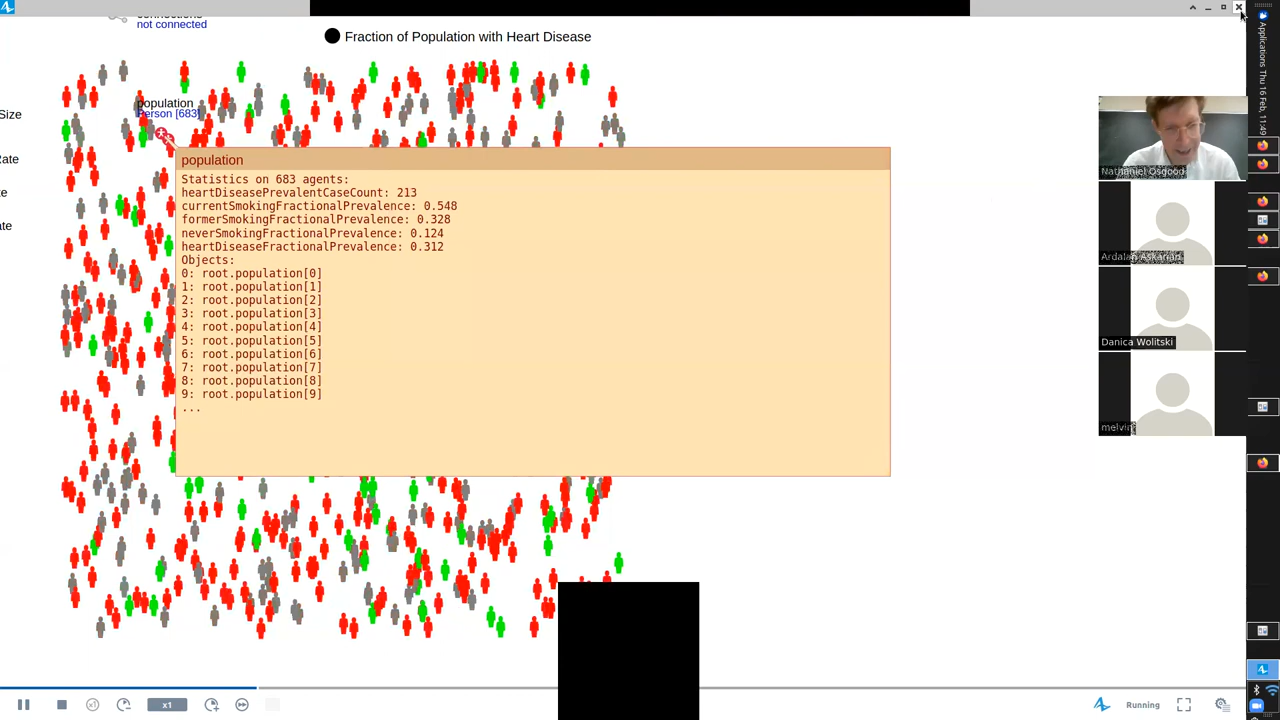 connections
not connected
Fraction of Population with Heart Disease
population
Person [683]
Size
ate
te
ate
population
Statistics on 683 agents:
heartDiseasePrevalentCaseCount: 213
currentSmokingFractionalPrevalence: 0.548
formerSmokingFractionalPrevalence: 0.328
neverSmokingFractionalPrevalence: 0.124
heartDiseaseFractionalPrevalence: 0.312
Objects:
0: root.population[0]
1: root.population[1]
2: root.population[2]
3: root.population[3]
4: root.population[4]
5: root.population[5]
6: root.population[6]
7: root.population[7]
8: root.population[8]
9: root.population[9]
...
Nathaniel Osgood
Ardalan Askarian
Danica Wolitski
melvin
Applications Thu 16 Feb, 11:49
x1
x1
Running